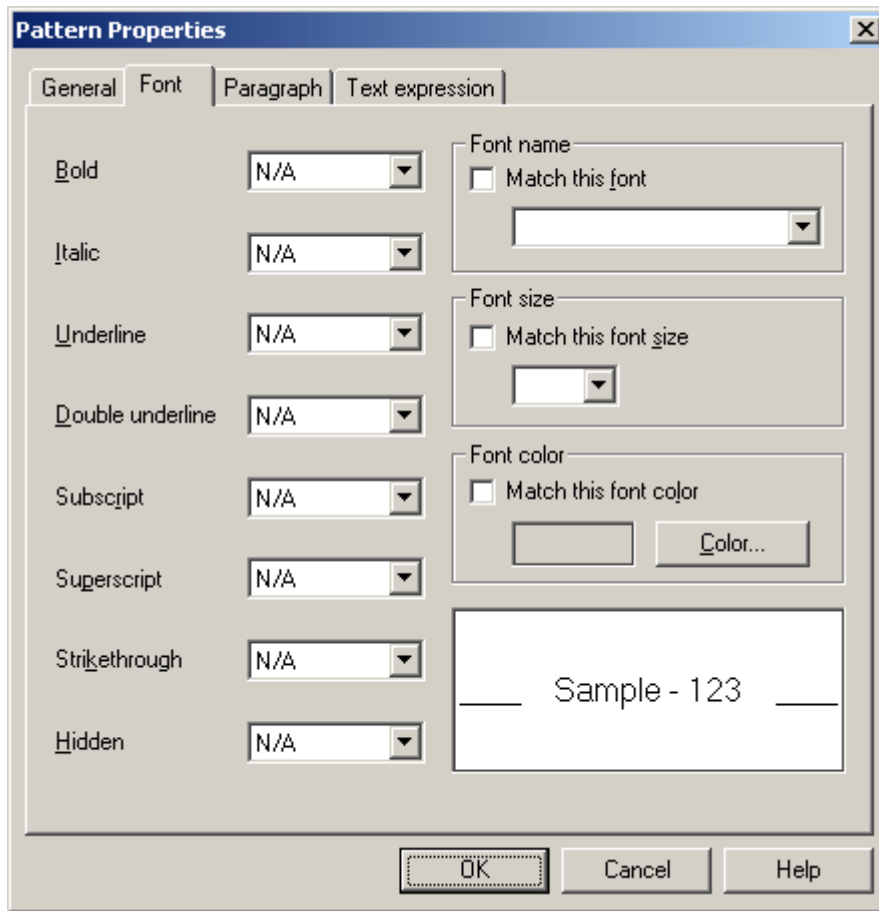 Pattern Properties
General Font Paragraph Text expression
Bold N/A
Italic N/A
Underline N/A
Double underline N/A
Subscript N/A
Superscript N/A
Strikethrough N/A
Hidden N/A
Font name
Match this font
Font size
Match this font size
Font color
Match this font color
Color...
Sample - 123
OK Cancel Help